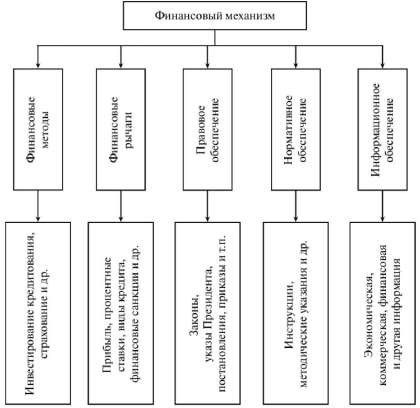 Финансовый механизм
Финансовые
методы
Финансовые
рычаги
Правовое
обеспечение
Нормативное
обеспечение
Информационное
обеспечение
Инвестирование кредитования,
страхование и др.
Прибыль, процентные
ставки, виды кредита,
финансовые санкции и др.
Законы,
указы Президента,
постановления, приказы и т.п.
Инструкции,
методические указания и др.
Экономическая,
коммерческая, финансовая
и другая информация